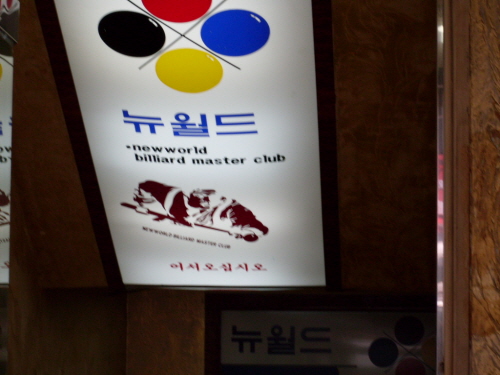 뉴월드
•newworld
billiard master club
NEW WORLD BILLIARD MASTER CLUB
어서오십시오
뉴월드